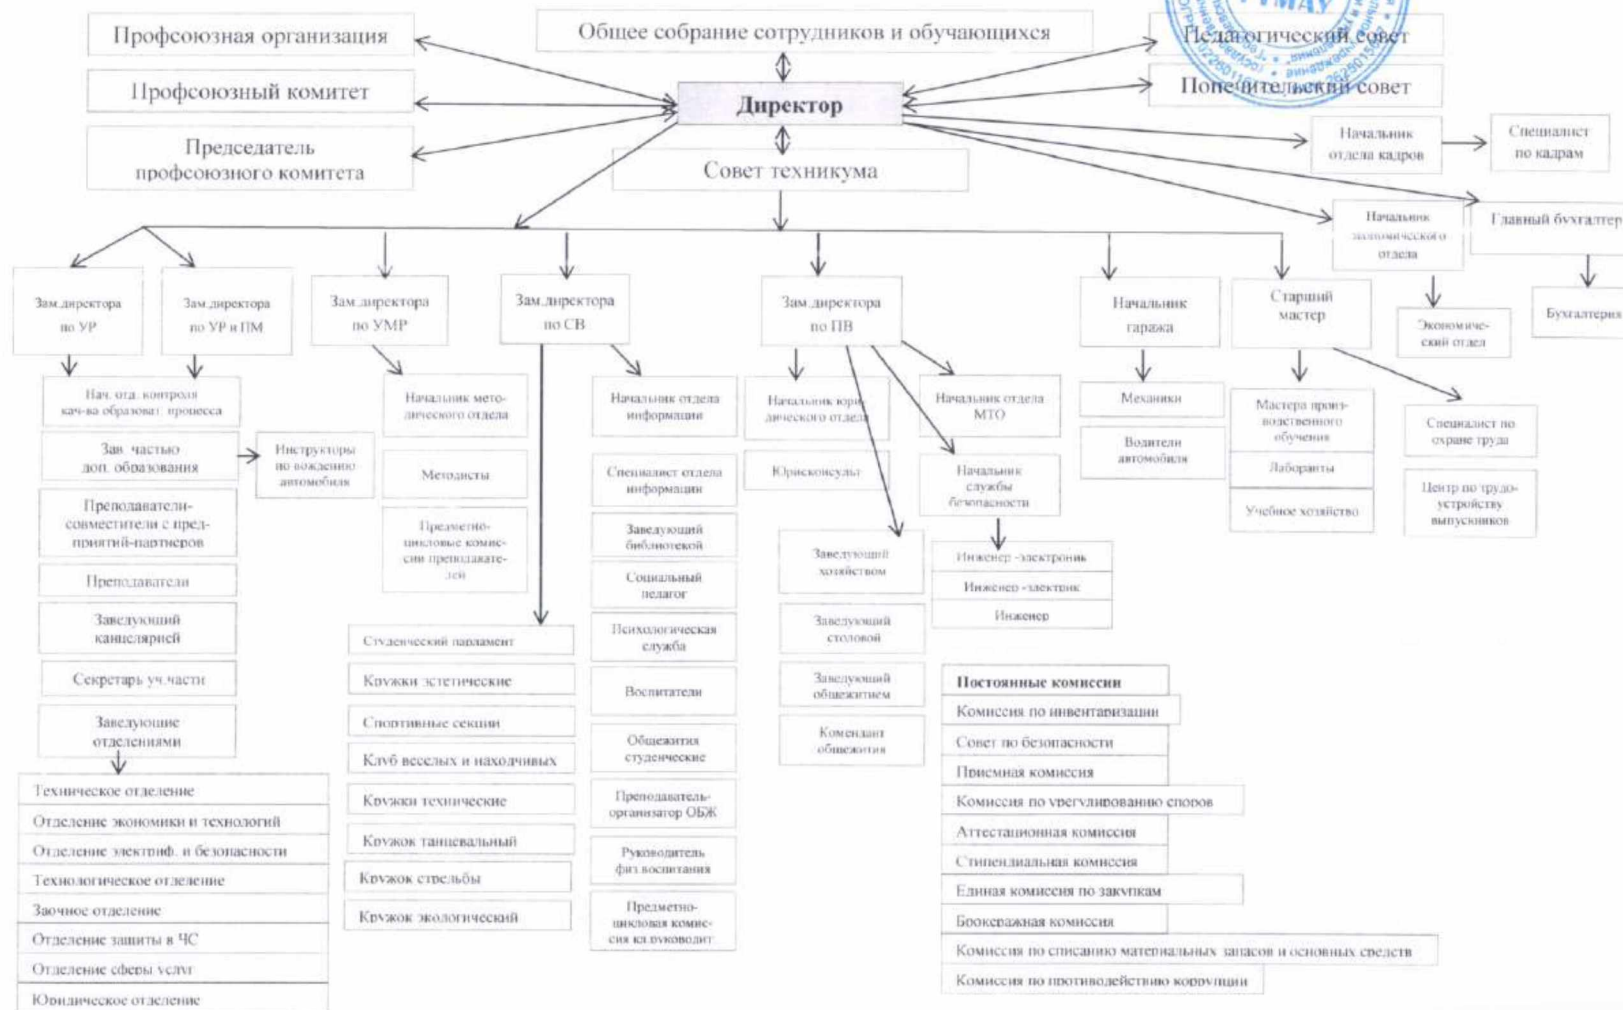 Профсоюзная организация
Общее собрание сотрудников и обучающихся
Педагогический совет
Профсоюзный комитет
Директор
Попечительский совет
Председатель
профсоюзного комитета
Совет техникума
Начальник
отдела кадров
Специалист
по кадрам
Начальник
экономического
отдела
Главный бухгалтер
Экономиче-
ский отдел
Бухгалтерия
Зам.директора
по УР
Зам.директора
по УР и ПМ
Зам.директора
по УМР
Зам.директора
по СВ
Зам.директора
по ПВ
Начальник
гаража
Старший
мастер
Нач. отд. контроля
кач-ва образоват. процесса
Зав. частью
доп. образования
Инструкторы
по вождению
автомобиля
Преподаватели-
совместители с пред-
приятий-партнеров
Преподаватели
Заведующий
канцелярией
Секретарь уч.части
Заведующие
отделениями
Техническое отделение
Отделение экономики и технологий
Отделение электриф. и безопасности
Технологическое отделение
Заочное отделение
Отделение защиты в ЧС
Отделение сферы услуг
Юридическое отделение
Начальник мето-
дического отдела
Методисты
Предметно-
цикловые комис-
сии преподавате-
лей
Студенческий парламент
Кружки эстетические
Спортивные секции
Клуб веселых и находчивых
Кружки технические
Кружок танцевальный
Кружок стрельбы
Кружок экологический
Начальник отдела
информации
Специалист отдела
информации
Заведующий
библиотекой
Социальный
педагог
Психологическая
служба
Воспитатели
Общежития
студенческие
Преподаватель-
организатор ОБЖ
Руководитель
физ.воспитания
Предметно-
цикловая комис-
сия кл.руководит.
Начальник юри-
дического отдела
Юрисконсульт
Заведующий
хозяйством
Заведующий
столовой
Заведующий
общежитием
Комендант
общежития
Начальник отдела
МТО
Начальник
службы
безопасности
Инженер -электроник
Инженер -электрик
Инженер
Механики
Водители
автомобиля
Мастера произ-
водственного
обучения
Лаборанты
Учебное хозяйство
Специалист по
охране труда
Центр по трудо-
устройству
выпускников
Постоянные комиссии
Комиссия по инвентаризации
Совет по безопасности
Приемная комиссия
Комиссия по урегулированию споров
Аттестационная комиссия
Стипендиальная комиссия
Единая комиссия по закупкам
Брокеражная комиссия
Комиссия по списанию материальных запасов и основных средств
Комиссия по противодействию коррупции